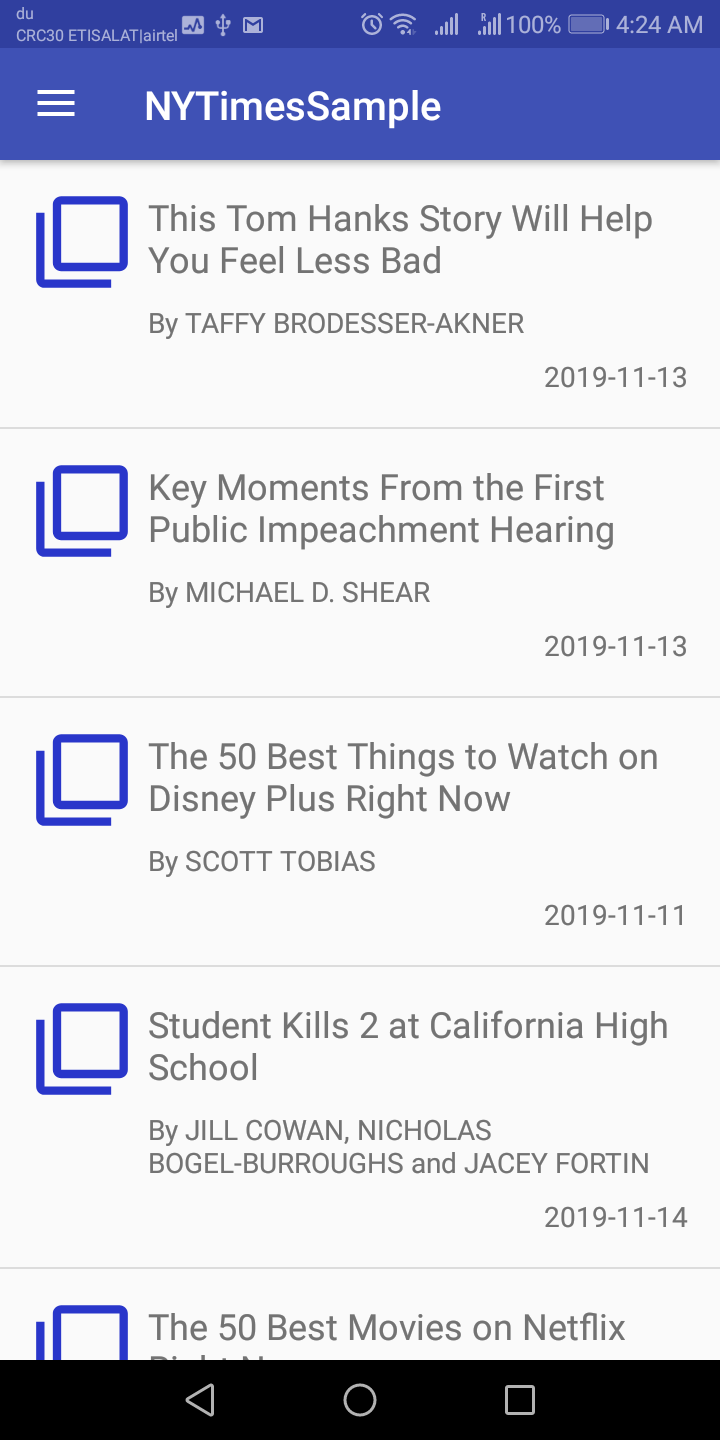 du
CRC30 ETISALAT|airtel
R
100%
4:24 AM
NYTimesSample
This Tom Hanks Story Will Help
You Feel Less Bad
By TAFFY BRODESSER-AKNER
2019-11-13
Key Moments From the First
Public Impeachment Hearing
By MICHAEL D. SHEAR
2019-11-13
The 50 Best Things to Watch on
Disney Plus Right Now
By SCOTT TOBIAS
2019-11-11
Student Kills 2 at California High
School
By JILL COWAN, NICHOLAS
BOGEL-BURROUGHS and JACEY FORTIN
2019-11-14
The 50 Best Movies on Netflix